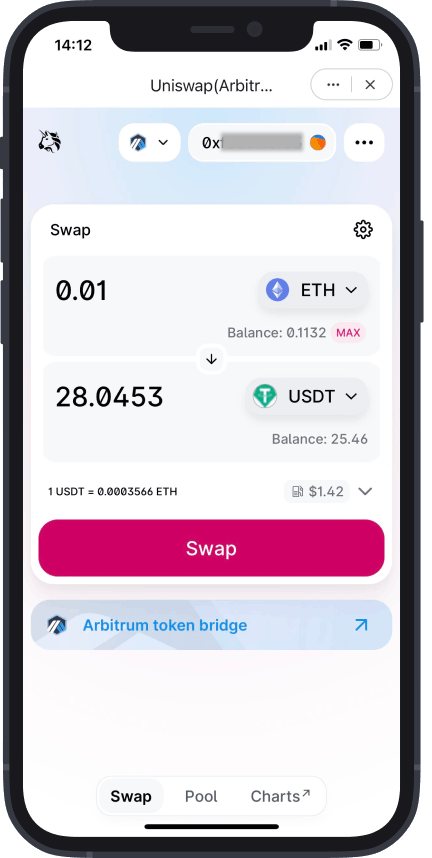 14:12
Uniswap(Arbitr...
0x
Swap
0.01
ETH
Balance: 0.1132 MAX
28.0453
USDT
Balance: 25.46
1 USDT = 0.0003566 ETH
$1.42
Swap
Arbitrum token bridge
Swap
Pool
Charts